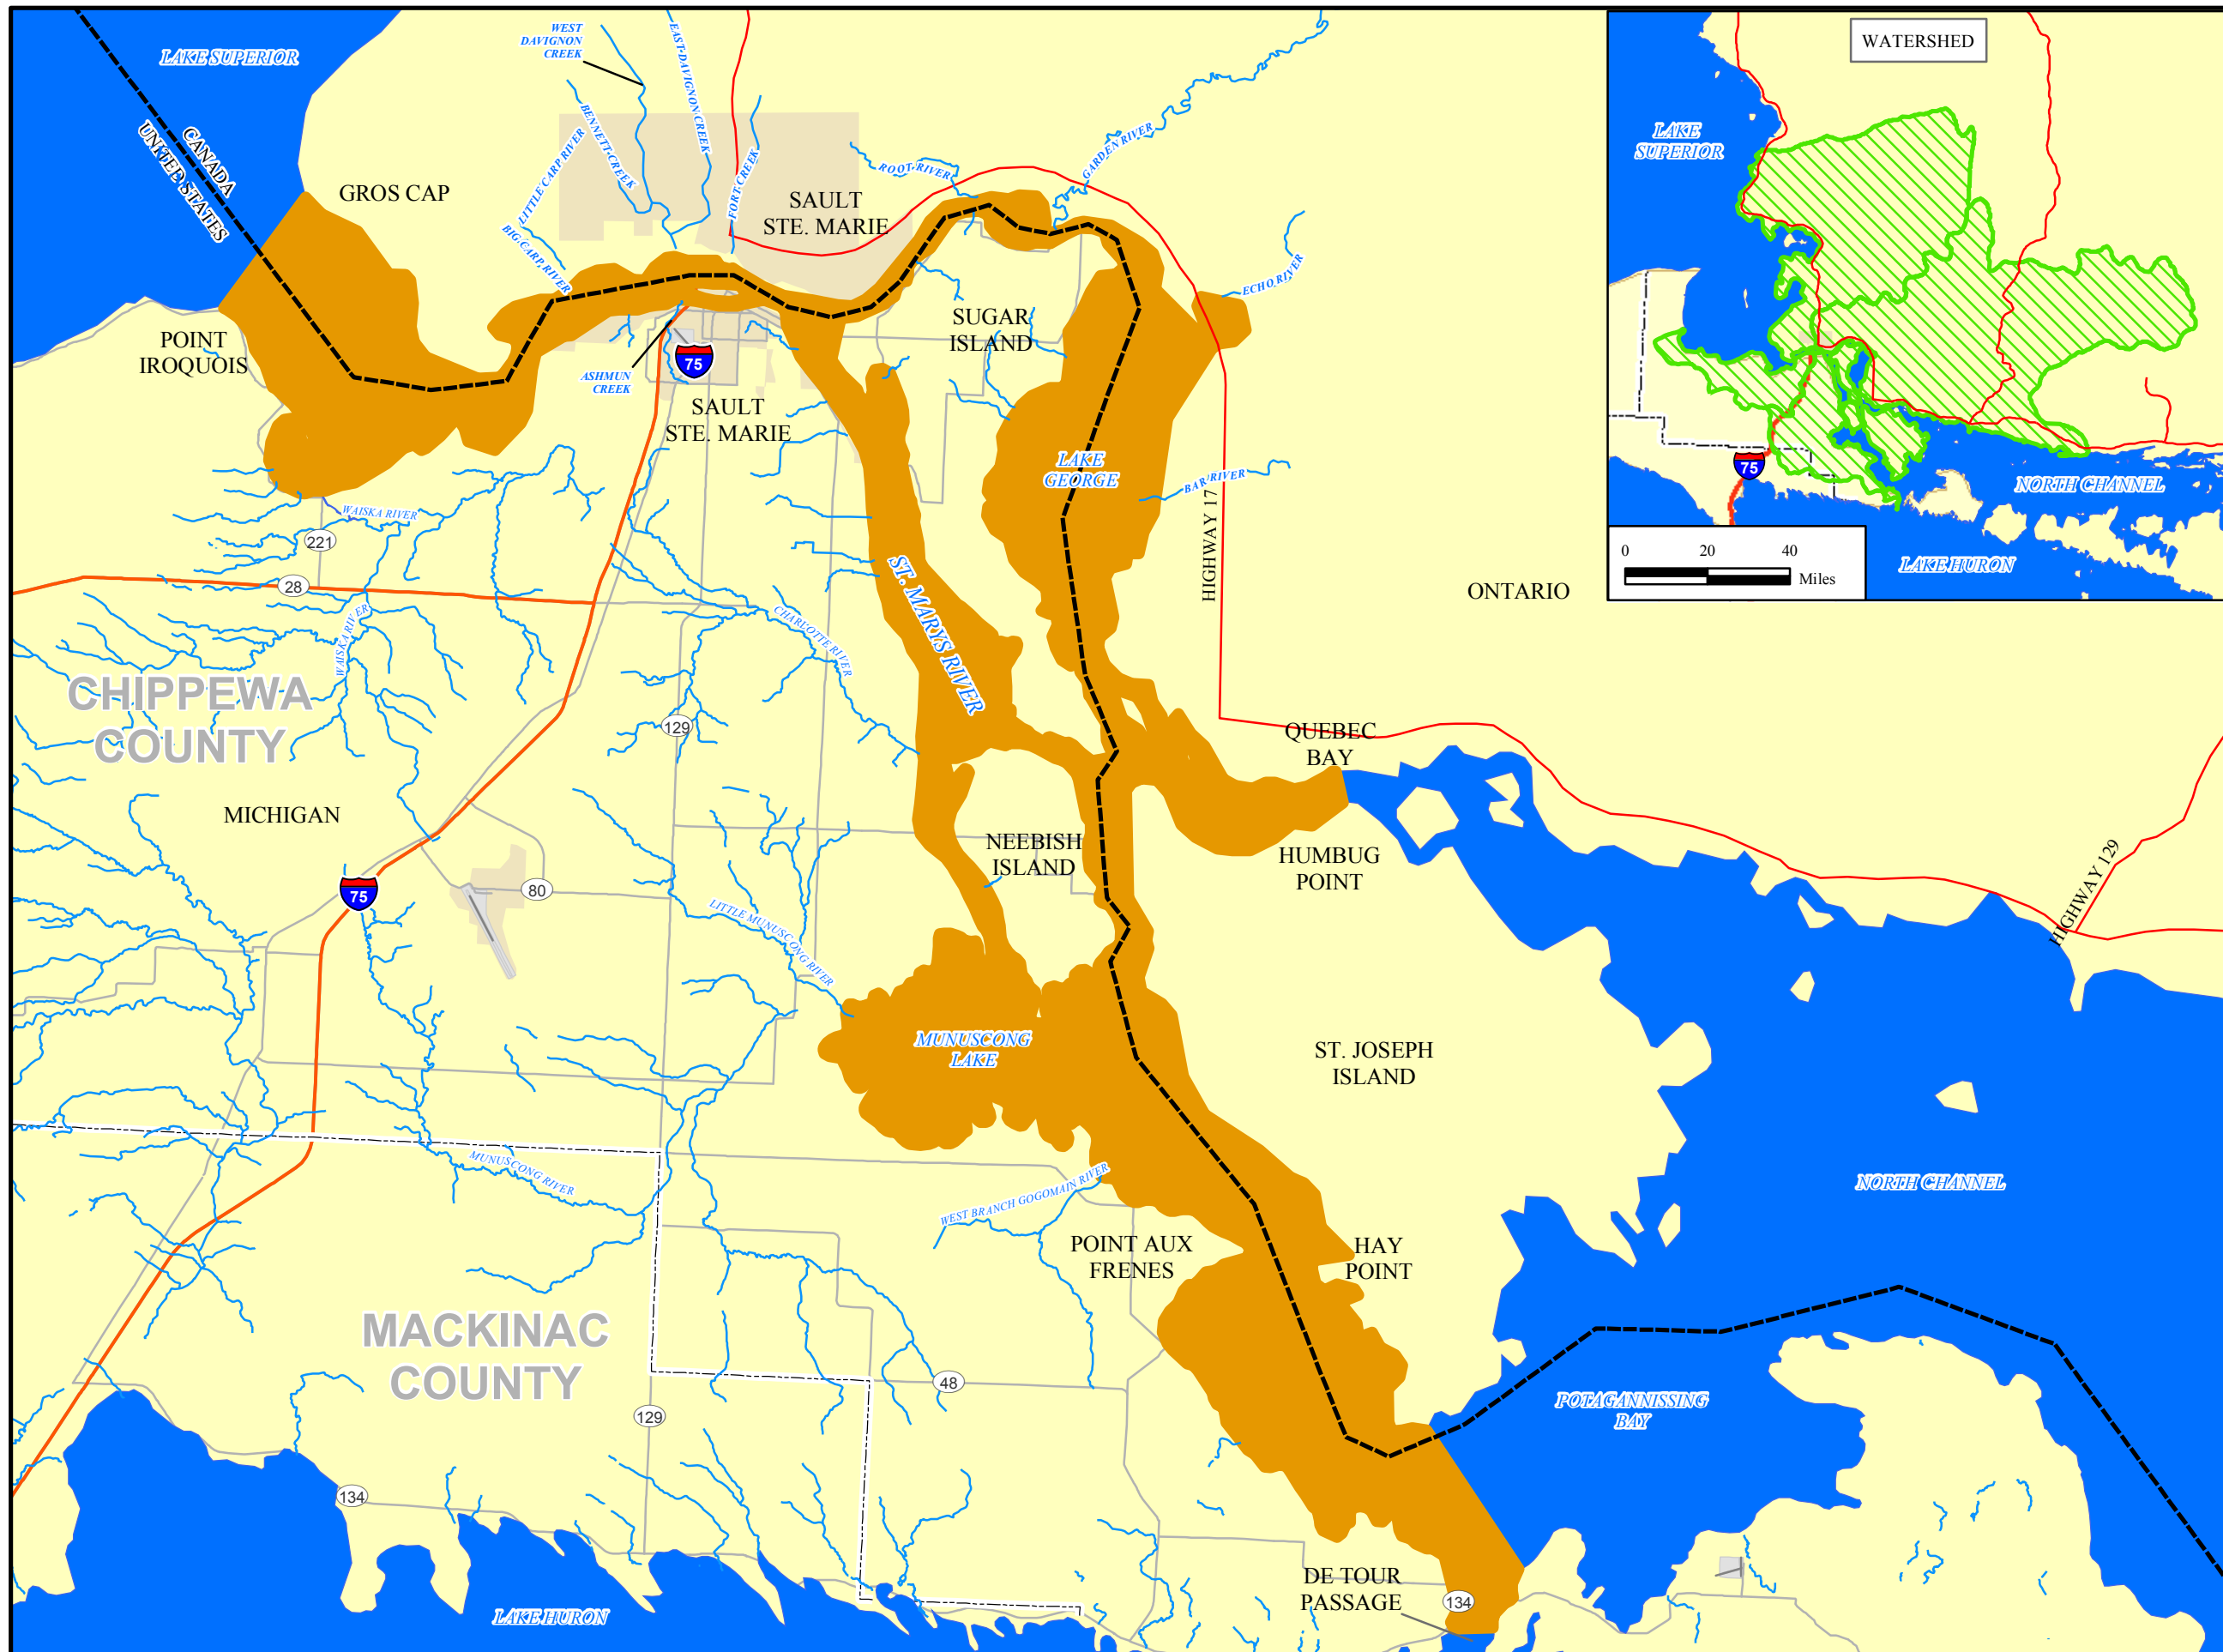 LAKE SUPERIOR
WEST
DAVIGNON
CREEK
EAST DAVIGNON CREEK
CANADA
UNITED STATES
BENNETT CREEK
LITTLE CARP RIVER
BIG CARP RIVER
FORT CREEK
GROS CAP
SAULT
STE. MARIE
ROOT RIVER
GARDEN RIVER
ECHO RIVER
POINT
IROQUOIS
SUGAR
ISLAND
ASHMUN
CREEK
75
SAULT
STE. MARIE
LAKE
GEORGE
BAR RIVER
HIGHWAY 17
WAISKA RIVER
221
28
ONTARIO
ST. MARYS RIVER
CHARLOTTE RIVER
WAISKA RIVER
CHIPPEWA
COUNTY
129
QUEBEC
BAY
MICHIGAN
NEEBISH
ISLAND
HUMBUG
POINT
75
80
LITTLE MUNUSCONG RIVER
HIGHWAY 129
MUNUSCONG
LAKE
ST. JOSEPH
ISLAND
MUNUSCONG RIVER
WEST BRANCH GOGOMAIN RIVER
NORTH CHANNEL
POINT AUX
FRENES
HAY
POINT
MACKINAC
COUNTY
48
129
POTAGANNISSING
BAY
134
DE TOUR
PASSAGE
134
LAKE HURON
WATERSHED
LAKE
SUPERIOR
75
NORTH CHANNEL
LAKE HURON
0 20 40
Miles